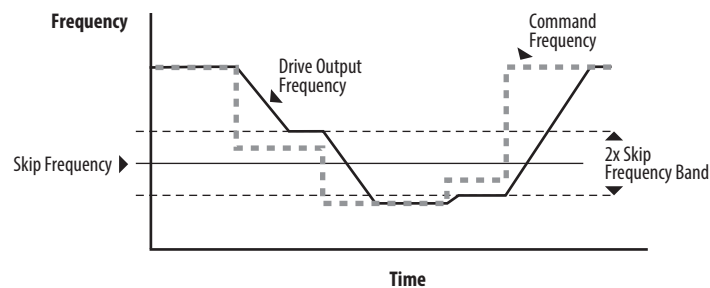 Frequency
Command
Frequency
Drive Output
Frequency
Skip Frequency
2x Skip
Frequency Band
Time